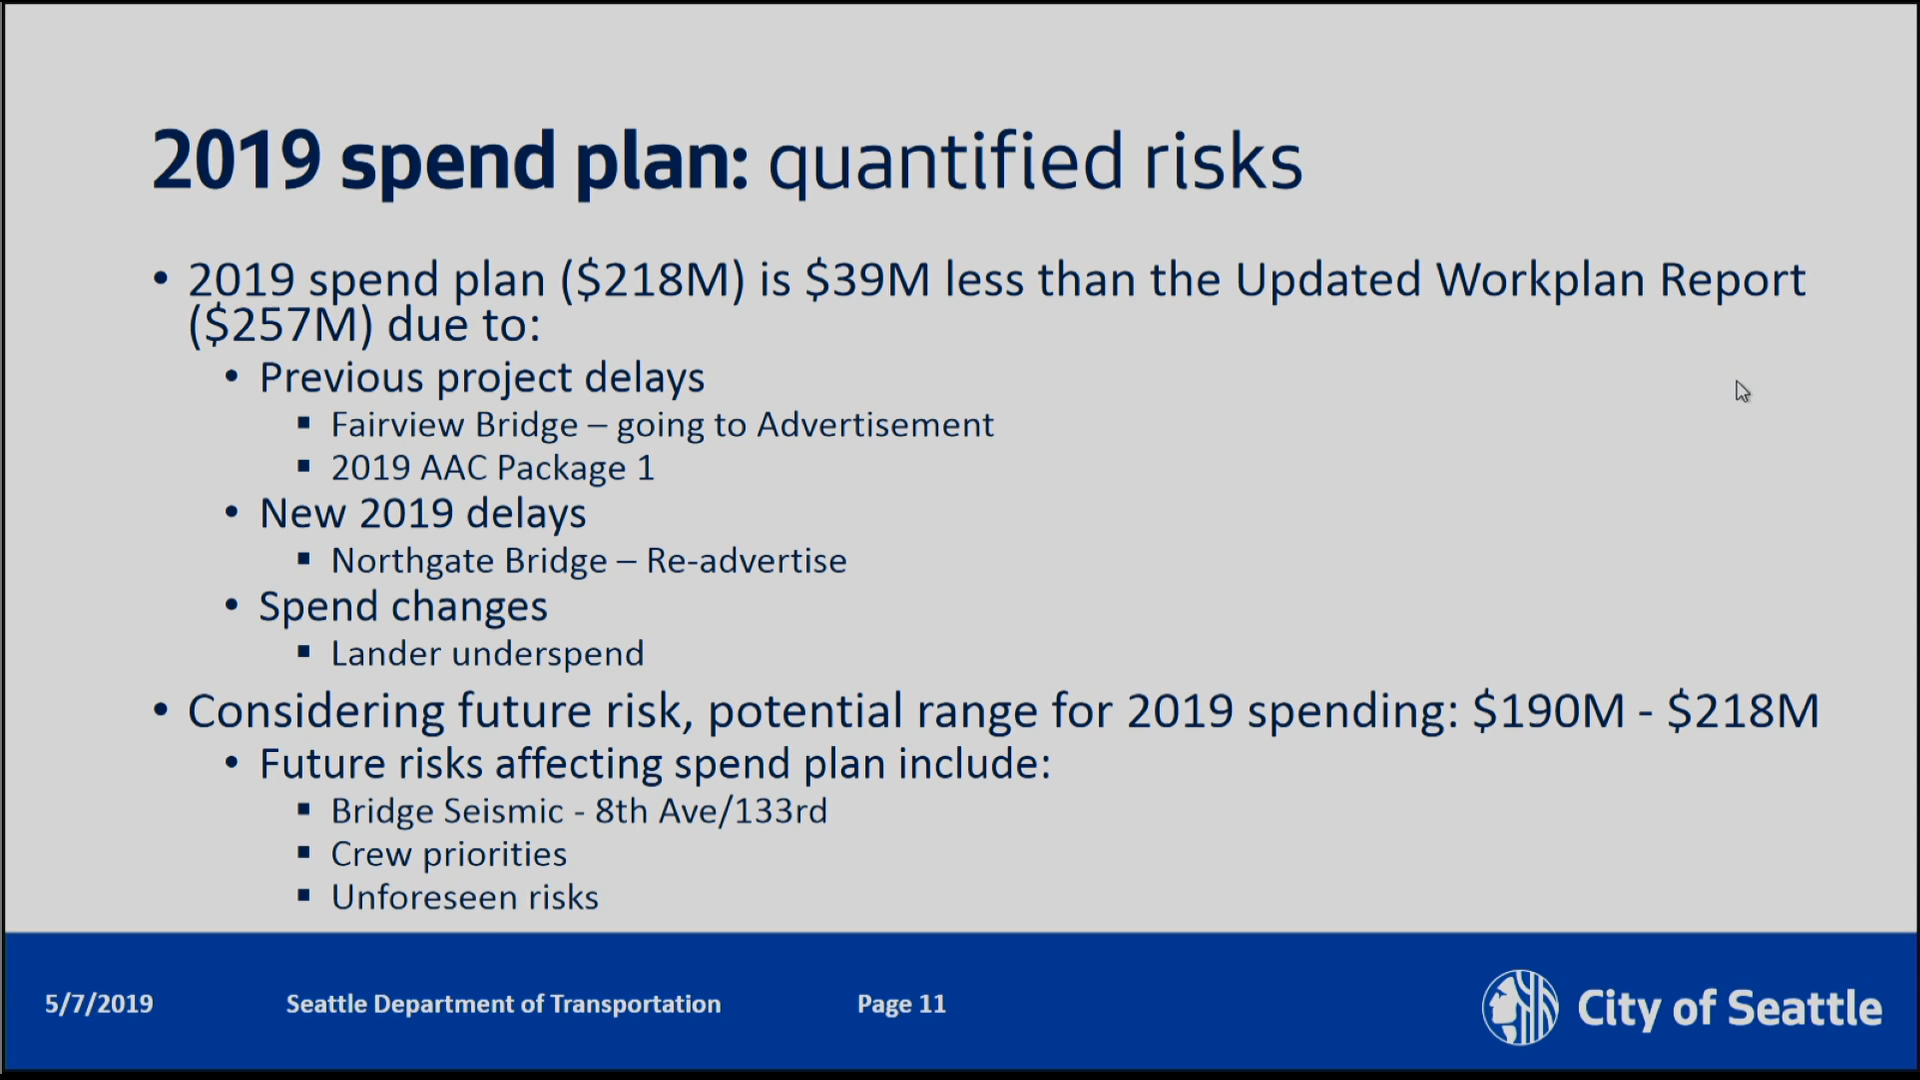 2019 spend plan: quantified risks
• 2019 spend plan ($218M) is $39M less than the Updated Workplan Report
($257M) due to:
• Previous project delays
▪ Fairview Bridge – going to Advertisement
▪ 2019 AAC Package 1
• New 2019 delays
▪ Northgate Bridge – Re-advertise
• Spend changes
▪ Lander underspend
• Considering future risk, potential range for 2019 spending: $190M - $218M
• Future risks affecting spend plan include:
▪ Bridge Seismic - 8th Ave/133rd
▪ Crew priorities
▪ Unforeseen risks
5/7/2019 Seattle Department of Transportation Page 11 City of Seattle